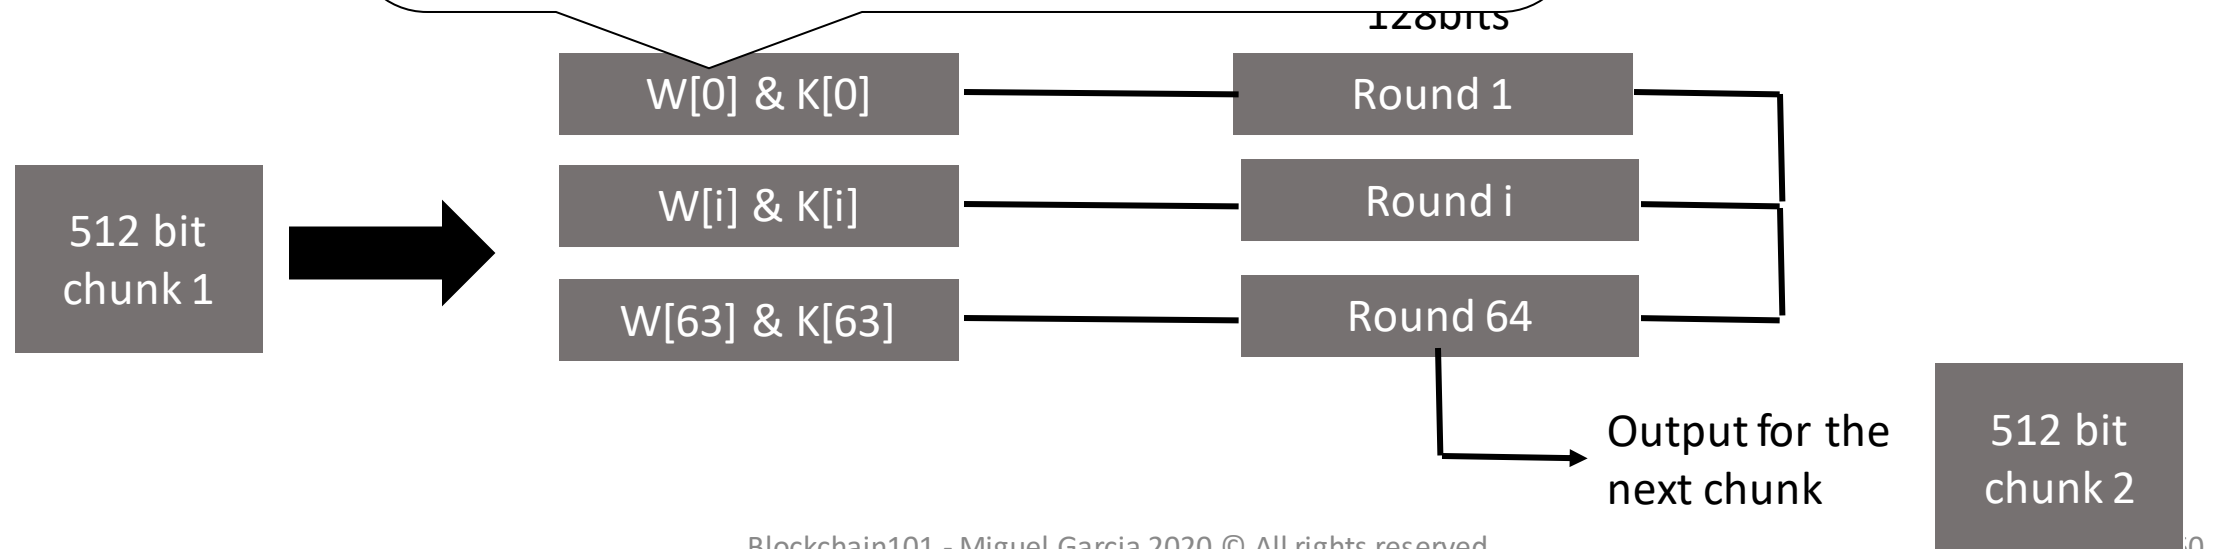 128bits
W[0] & K[0]
Round 1
W[i] & K[i]
Round i
512 bit
chunk 1
W[63] & K[63]
Round 64
Output for the
next chunk
512 bit
chunk 2
Blockchain101 - Miguel Garcia 2020 © All rights reserved